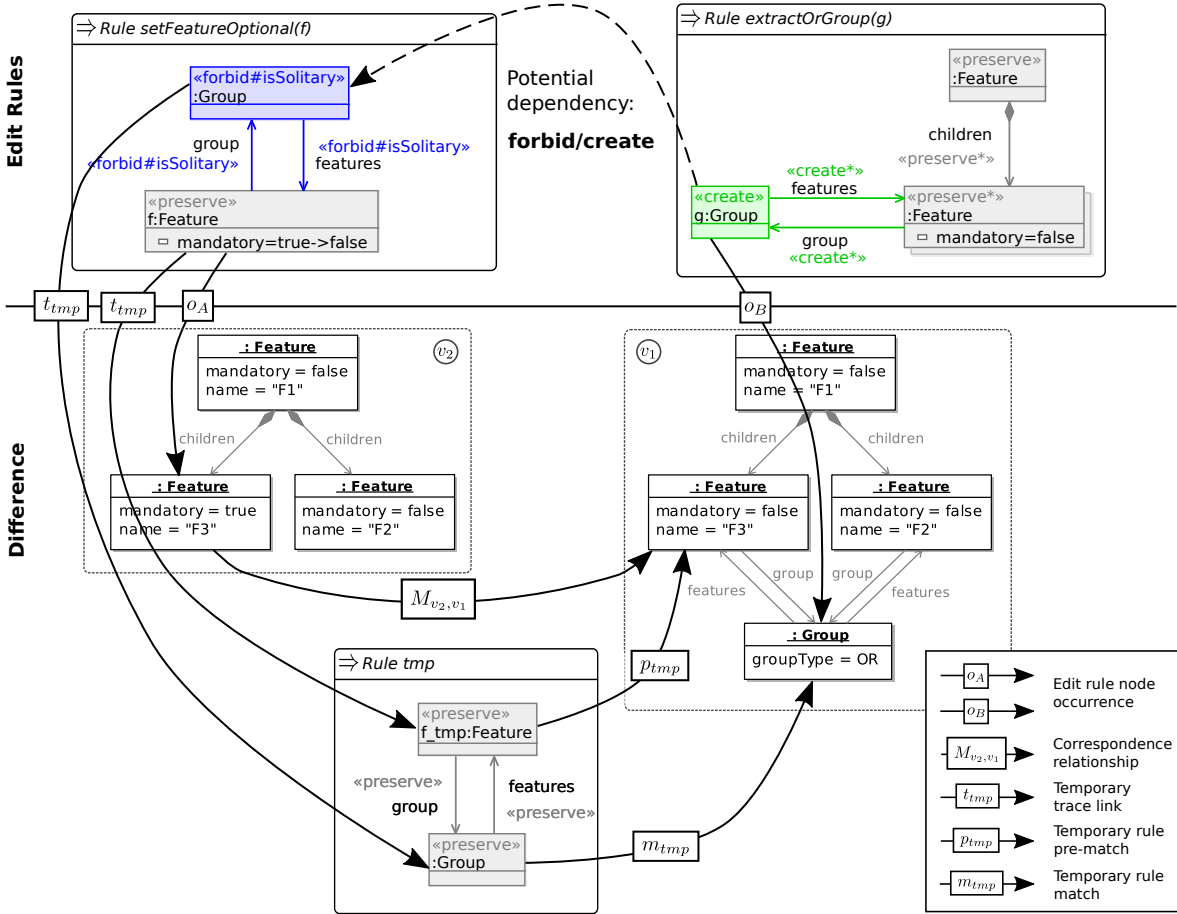 Edit Rules
⇒ Rule setFeatureOptional(f)
«forbid#isSolitary»
:Group
group
«forbid#isSolitary»
«forbid#isSolitary»
features
«preserve»
f:Feature
mandatory=true->false
Potential
dependency:
forbid/create
⇒ Rule extractOrGroup(g)
«preserve»
:Feature
children
«preserve*»
«create*»
features
«create»
g:Group
group
«create*»
«preserve*»
:Feature
mandatory=false
t_tmp
t_tmp
o_A
o_B
Difference
v_2
: Feature
mandatory = false
name = "F1"
children
children
: Feature
mandatory = true
name = "F3"
: Feature
mandatory = false
name = "F2"
M_{v_2,v_1}
v_1
: Feature
mandatory = false
name = "F1"
children
children
: Feature
mandatory = false
name = "F3"
: Feature
mandatory = false
name = "F2"
features
group
group
features
: Group
groupType = OR
⇒ Rule tmp
«preserve»
f_tmp:Feature
«preserve»
group
features
«preserve»
«preserve»
:Group
p_tmp
m_tmp
o_A
o_B
Edit rule node
occurrence
M_{v_2,v_1}
Correspondence
relationship
t_tmp
Temporary
trace link
p_tmp
Temporary rule
pre-match
m_tmp
Temporary rule
match